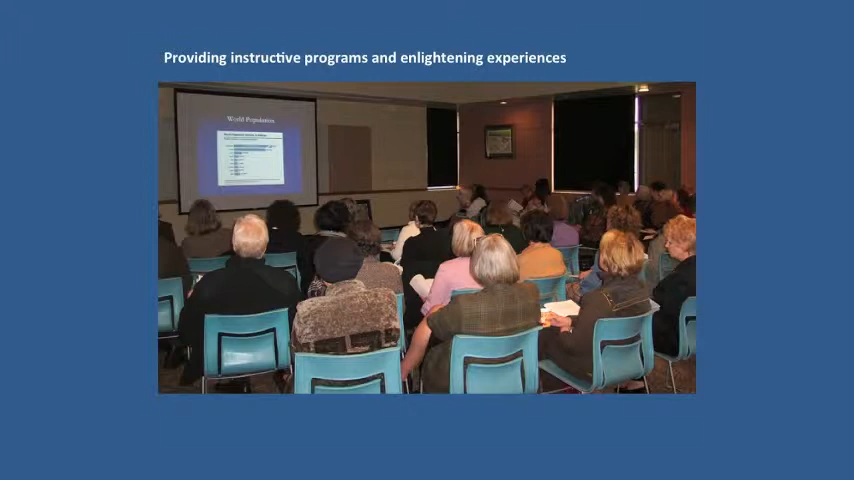 Providing instructive programs and enlightening experiences
World Population